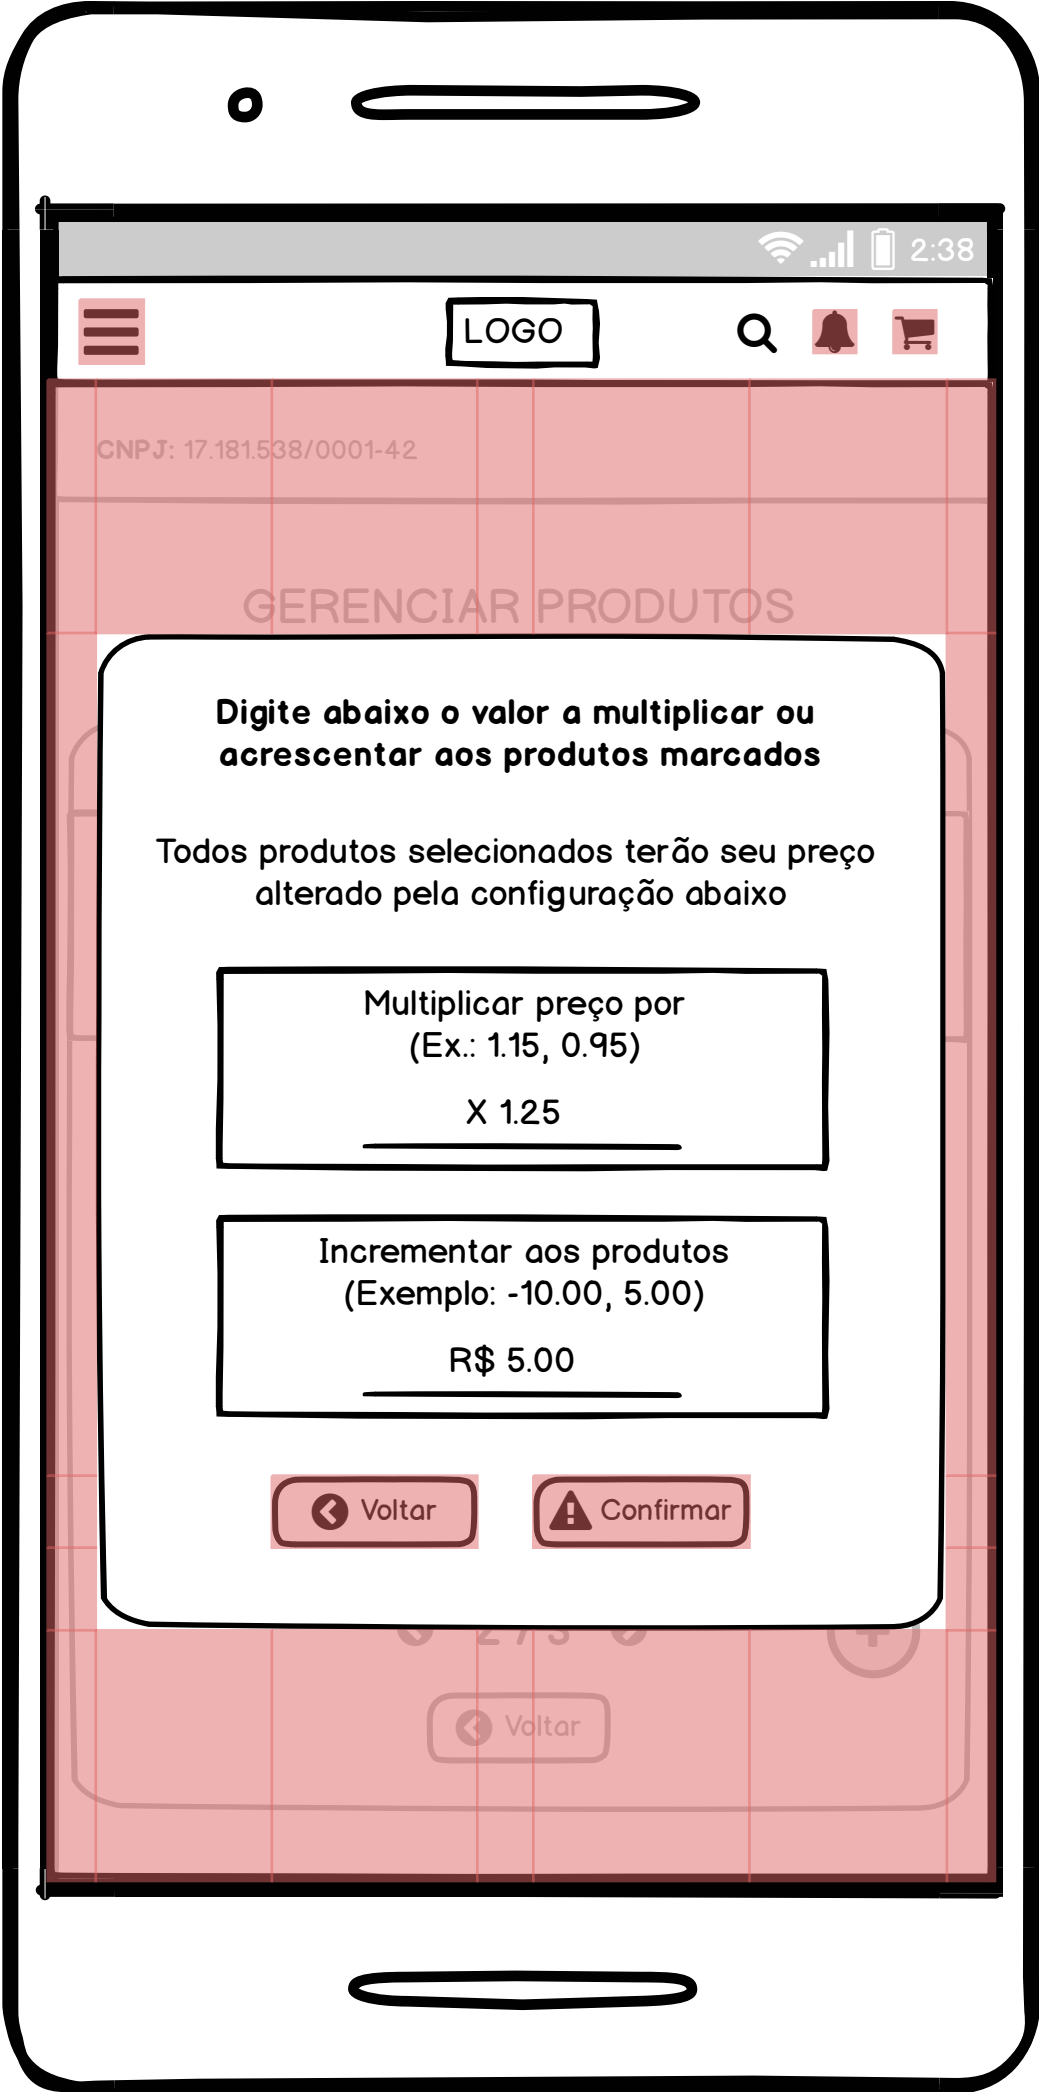 2:38
LOGO
CNPJ: 17.181.538/0001-42
GERENCIAR PRODUTOS
Digite abaixo o valor a multiplicar ou
acrescentar aos produtos marcados
Todos produtos selecionados terão seu preço
alterado pela configuração abaixo
Multiplicar preço por
(Ex.: 1.15, 0.95)
X 1.25
Incrementar aos produtos
(Exemplo: -10.00, 5.00)
R$ 5.00
Voltar
Confirmar
2 / 3
Voltar